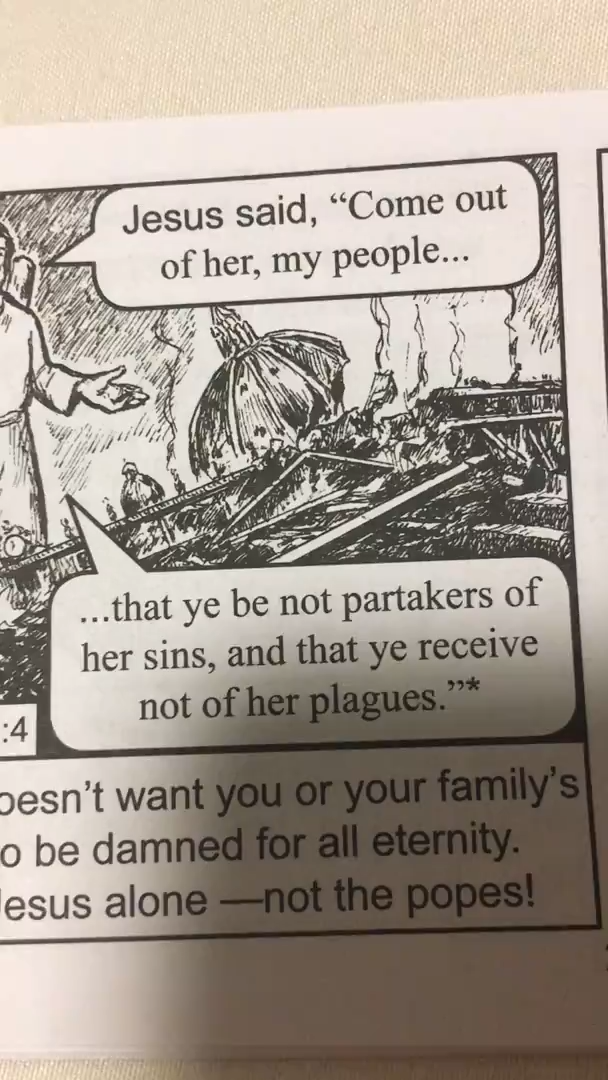 Jesus said, “Come out
of her, my people...
...that ye be not partakers of
her sins, and that ye receive
not of her plagues.”*
:4
want you or your family’s
be damned for all eternity.
alone —not the popes!